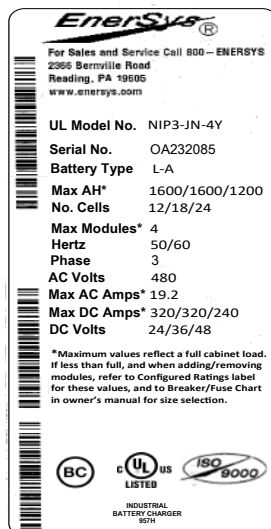 EnerSys®
For Sales and Service Call 800 – ENERSYS
2366 Bernville Road
Reading, PA 19605
www.enersys.com
UL Model No. NIP3-JN-4Y
Serial No. OA232085
Battery Type L-A
Max AH* 1600/1600/1200
No. Cells 12/18/24
Max Modules* 4
Hertz 50/60
Phase 3
AC Volts 480
Max AC Amps* 19.2
Max DC Amps* 320/320/240
DC Volts 24/36/48
*Maximum values reflect a full cabinet load.
If less than full, and when adding/removing
modules, refer to Configured Ratings label
for these values, and to Breaker/Fuse Chart
in owner's manual for size selection.
BC
C UL US
LISTED
ISO
9000
INDUSTRIAL
BATTERY CHARGER
957H